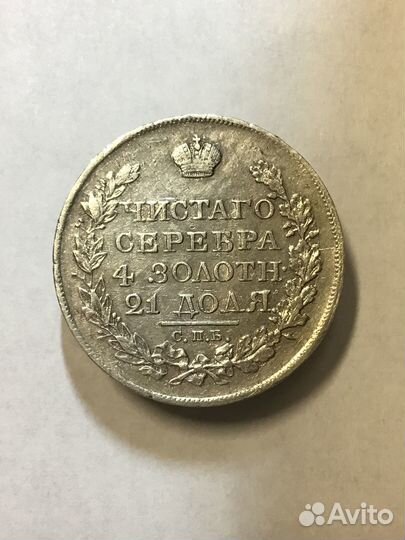 ЧИСТАГО
СЕРЕБРА
4 ЗОЛОТН.
21 ДОЛЯ
С.П.Б.
Avito